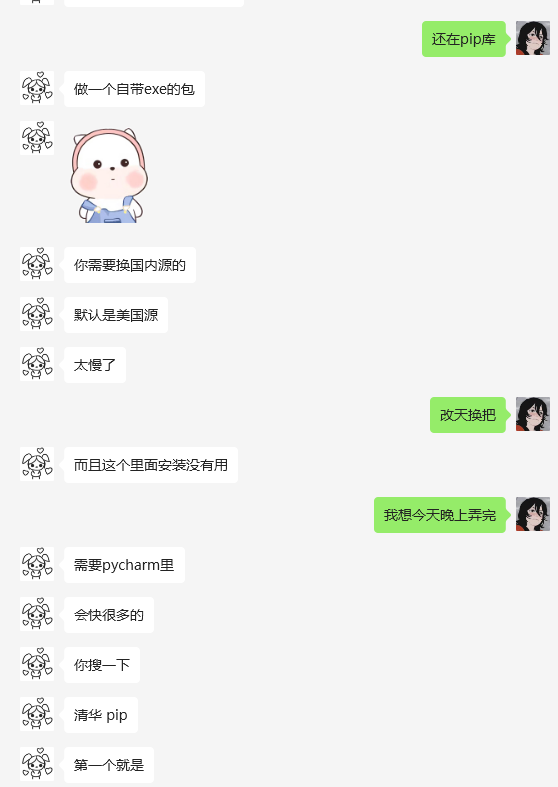 还在pip库
做一个自带exe的包
你需要换国内源的
默认是美国源
太慢了
改天换把
而且这个里面安装没有用
我想今天晚上弄完
需要pycharm里
会快很多的
你搜一下
清华 pip
第一个就是